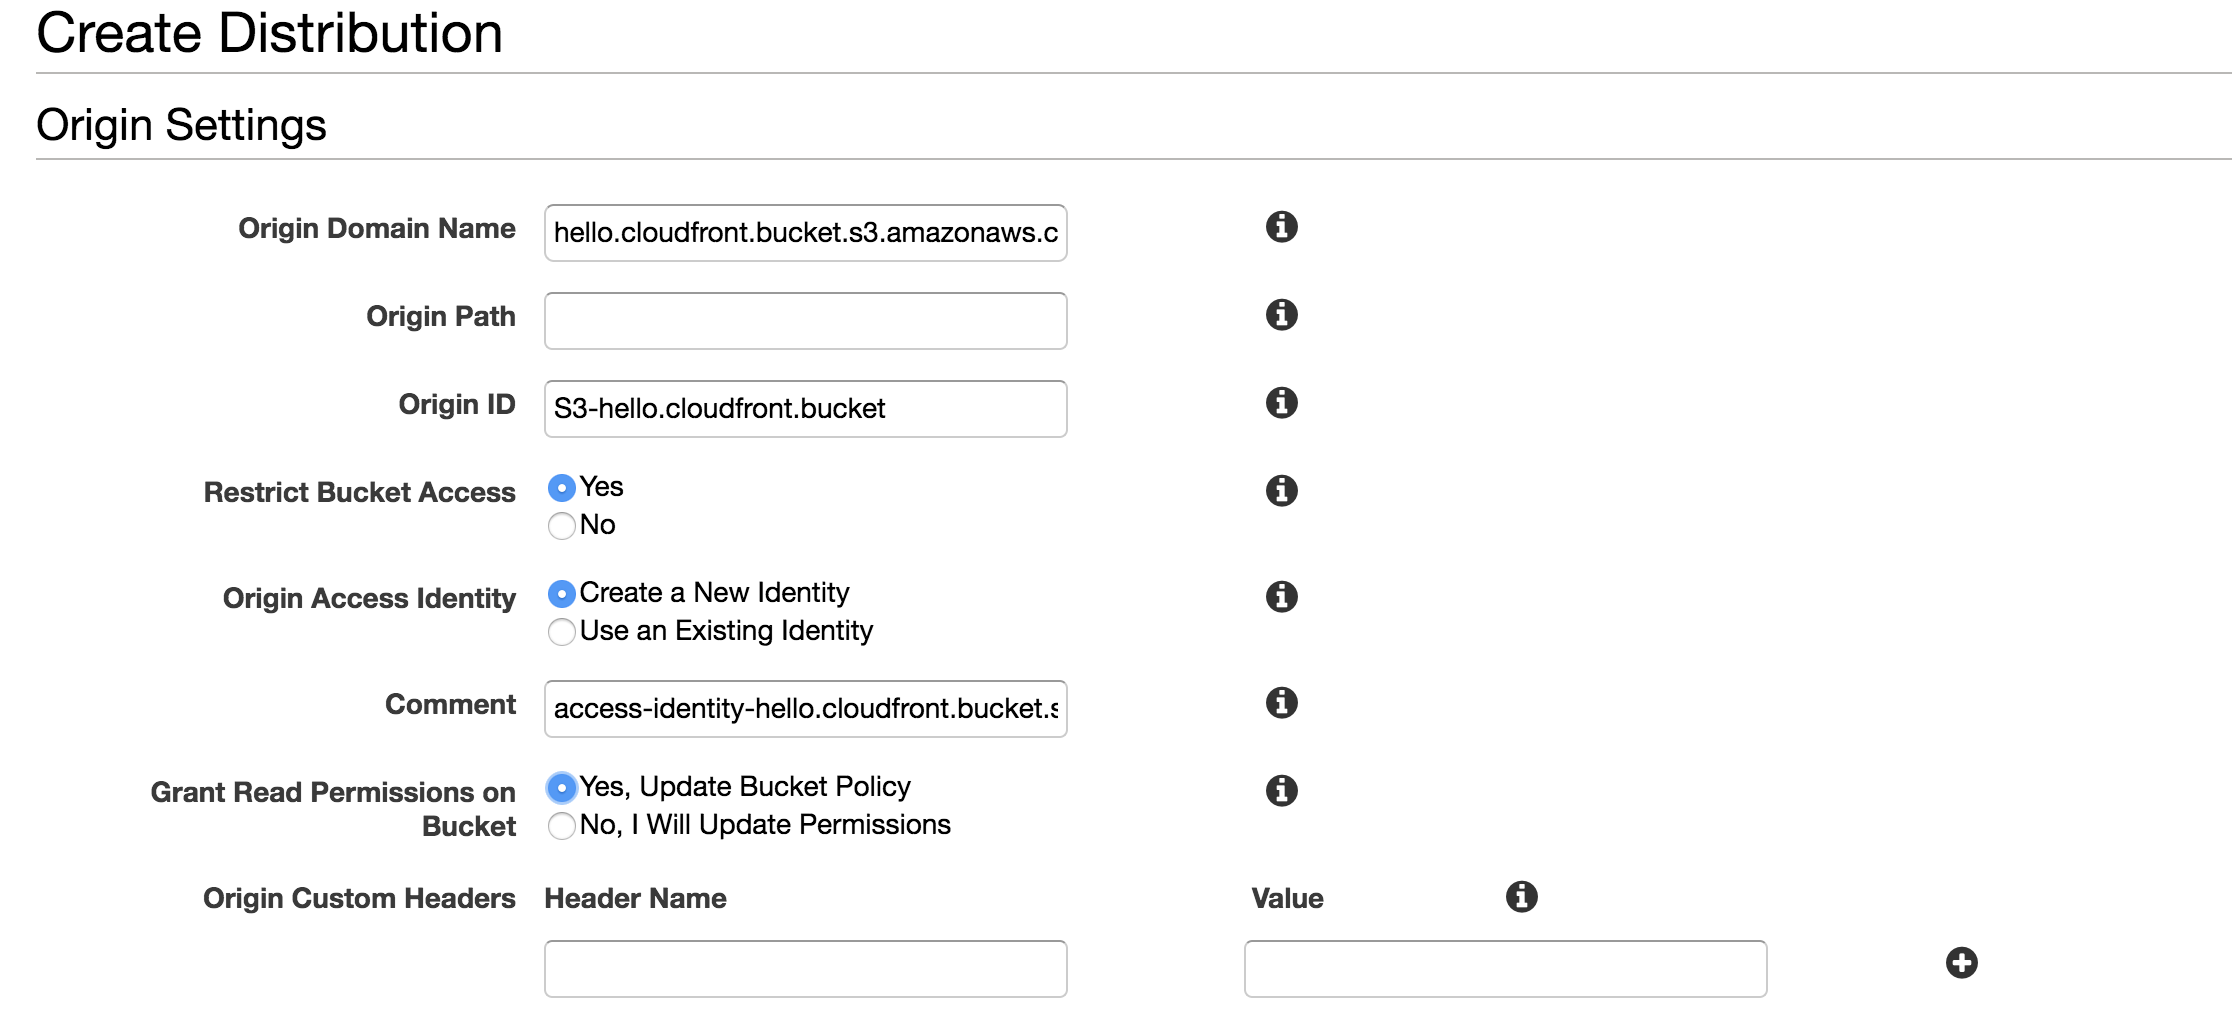 Create Distribution
Origin Settings
Origin Domain Name hello.cloudfront.bucket.s3.amazonaws.c
Origin Path
Origin ID S3-hello.cloudfront.bucket
Restrict Bucket Access Yes
No
Origin Access Identity Create a New Identity
Use an Existing Identity
Comment access-identity-hello.cloudfront.bucket.s
Grant Read Permissions on Bucket Yes, Update Bucket Policy
No, I Will Update Permissions
Origin Custom Headers Header Name Value